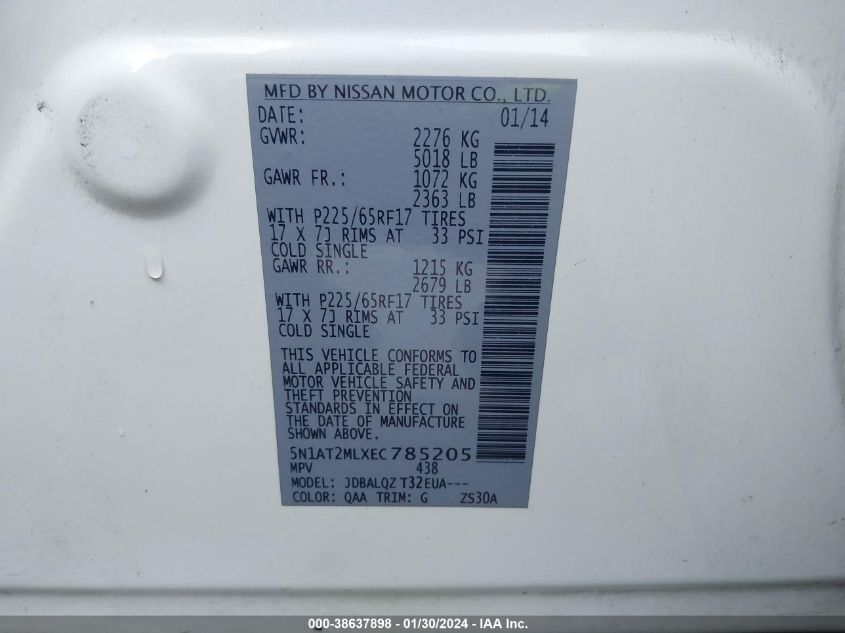 MFD BY NISSAN MOTOR CO., LTD.
DATE: 01/14
GVWR: 2276 KG
5018 LB
GAWR FR.: 1072 KG
2363 LB
WITH P225/65RF17 TIRES
17 X 7J RIMS AT 33 PSI
COLD SINGLE
GAWR RR.: 1215 KG
2679 LB
WITH P225/65RF17 TIRES
17 X 7J RIMS AT 33 PSI
COLD SINGLE
THIS VEHICLE CONFORMS TO
ALL APPLICABLE FEDERAL
MOTOR VEHICLE SAFETY AND
THEFT PREVENTION
STANDARDS IN EFFECT ON
THE DATE OF MANUFACTURE
SHOWN ABOVE.
5N1AT2MLXEC785205
MPV 438
MODEL: JDBALQZ T32EUA---
COLOR: QAA TRIM: G ZS30A
000-38637898 - 01/30/2024 - IAA Inc.